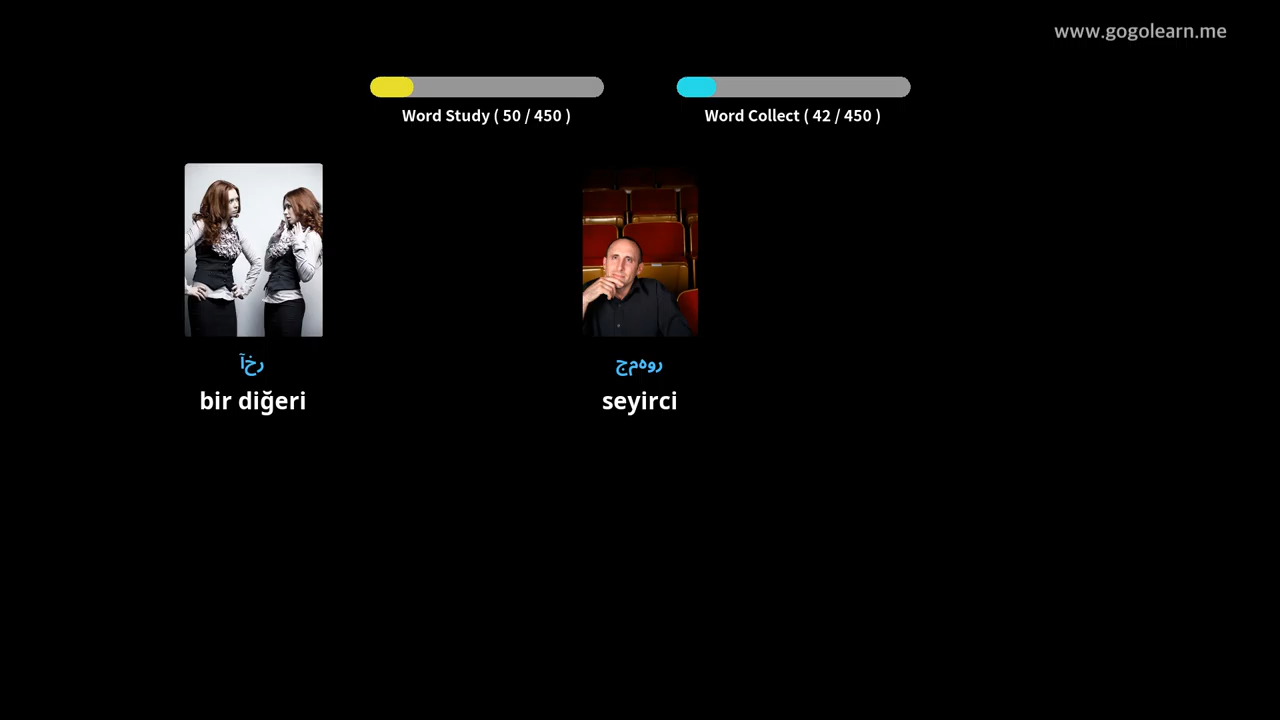 www.gogolearn.me
Word Study ( 50 / 450 )
Word Collect ( 42 / 450 )
رخآ
bir diğeri
روهمج
seyirci